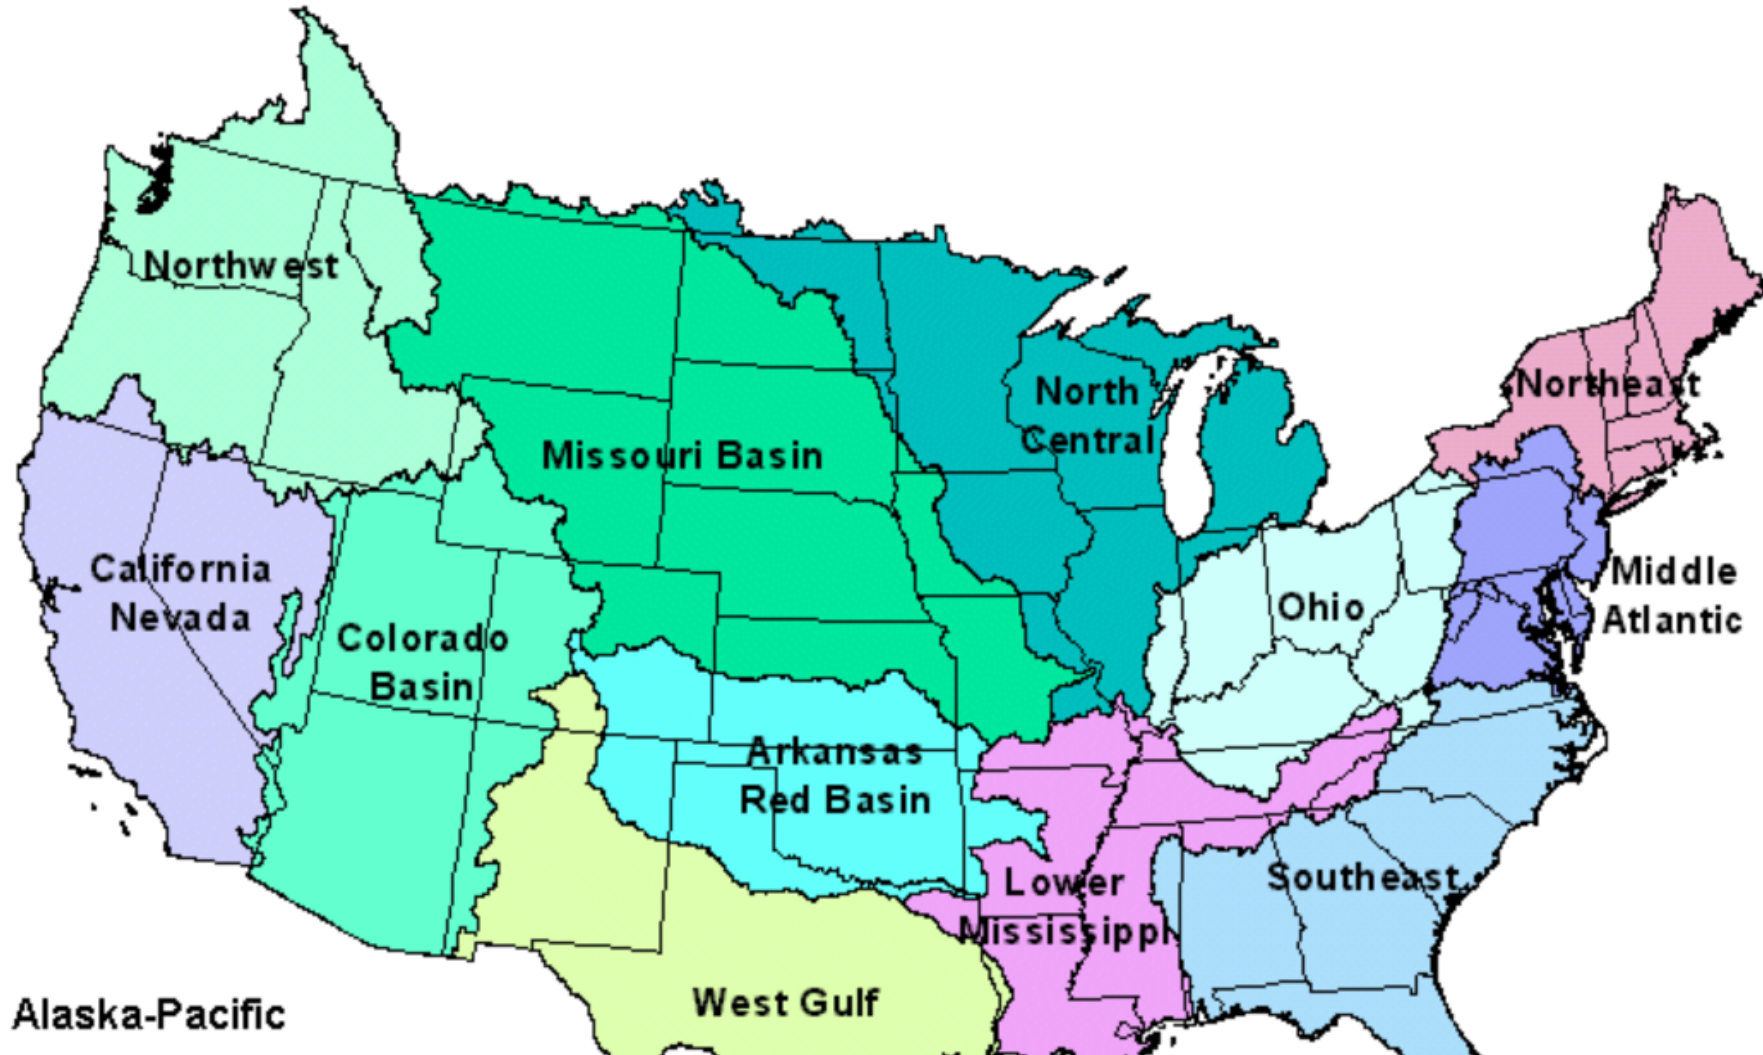 Northwest
Missouri Basin
North
Central
Northeast
California
Nevada
Colorado
Basin
Ohio
Middle
Atlantic
Arkansas
Red Basin
Lower
Mississippi
Southeast
West Gulf
Alaska-Pacific